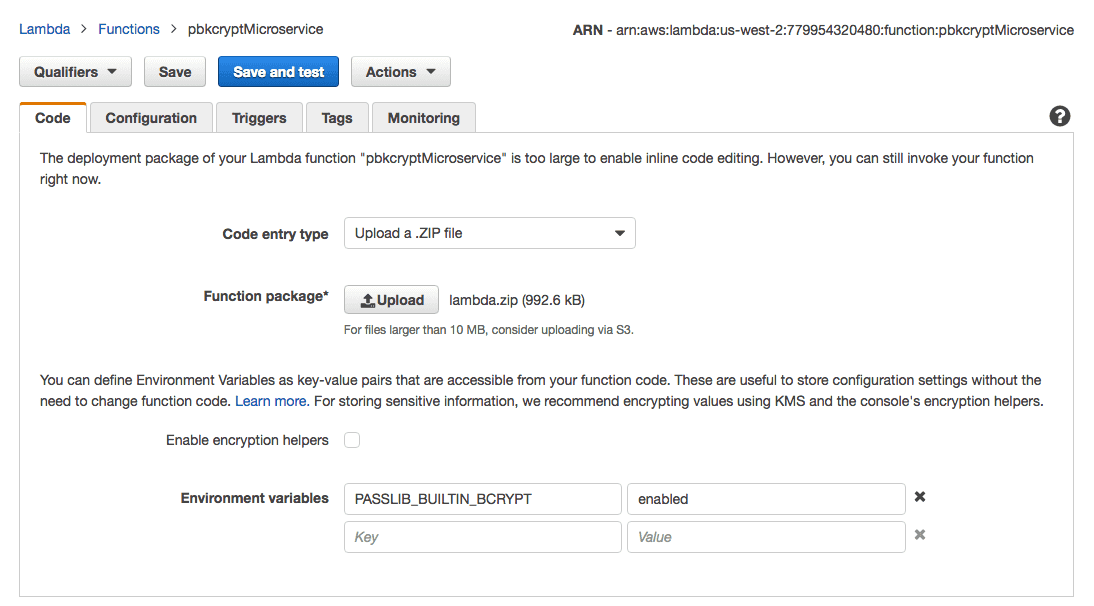 Lambda > Functions > pbkcryptMicroservice
ARN - arn:aws:lambda:us-west-2:779954320480:function:pbkcryptMicroservice
Qualifiers Save Save and test Actions
Code Configuration Triggers Tags Monitoring ?
The deployment package of your Lambda function "pbkcryptMicroservice" is too large to enable inline code editing. However, you can still invoke your function
right now.
Code entry type Upload a .ZIP file
Function package* Upload lambda.zip (992.6 kB)
For files larger than 10 MB, consider uploading via S3.
You can define Environment Variables as key-value pairs that are accessible from your function code. These are useful to store configuration settings without the
need to change function code. Learn more. For storing sensitive information, we recommend encrypting values using KMS and the console's encryption helpers.
Enable encryption helpers
Environment variables PASSLIB_BUILTIN_BCRYPT enabled
Key Value